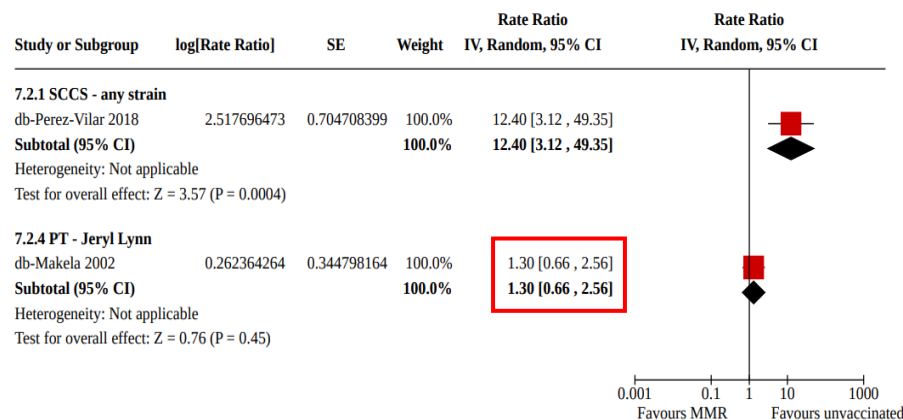 Rate Ratio Rate Ratio
Study or Subgroup log[Rate Ratio] SE Weight IV, Random, 95% CI IV, Random, 95% CI
7.2.1 SCCS - any strain
db-Perez-Vilar 2018 2.517696473 0.704708399 100.0% 12.40 [3.12 , 49.35]
Subtotal (95% CI) 100.0% 12.40 [3.12 , 49.35]
Heterogeneity: Not applicable
Test for overall effect: Z = 3.57 (P = 0.0004)
7.2.4 PT - Jeryl Lynn
db-Makela 2002 0.262364264 0.344798164 100.0% 1.30 [0.66 , 2.56]
Subtotal (95% CI) 100.0% 1.30 [0.66 , 2.56]
Heterogeneity: Not applicable
Test for overall effect: Z = 0.76 (P = 0.45)
0.001 0.1 1 10 1000
Favours MMR Favours unvaccinated